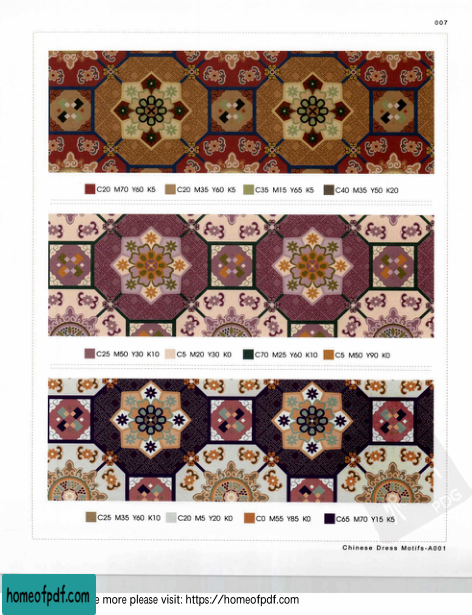 007
C20 M70 Y60 K5 C20 M35 Y60 K5 C35 M15 Y65 K5 C40 M35 Y50 K20
C25 M50 Y30 K10 C5 M20 Y30 K0 C70 M25 Y60 K10 C5 M50 Y90 K0
C25 M35 Y60 K10 C20 M5 Y20 K0 C0 M55 Y85 K0 C65 M70 Y15 K5
PDG
Chinese Dress Motifs-A001
homeofpdf.com e more please visit: https://homeofpdf.com